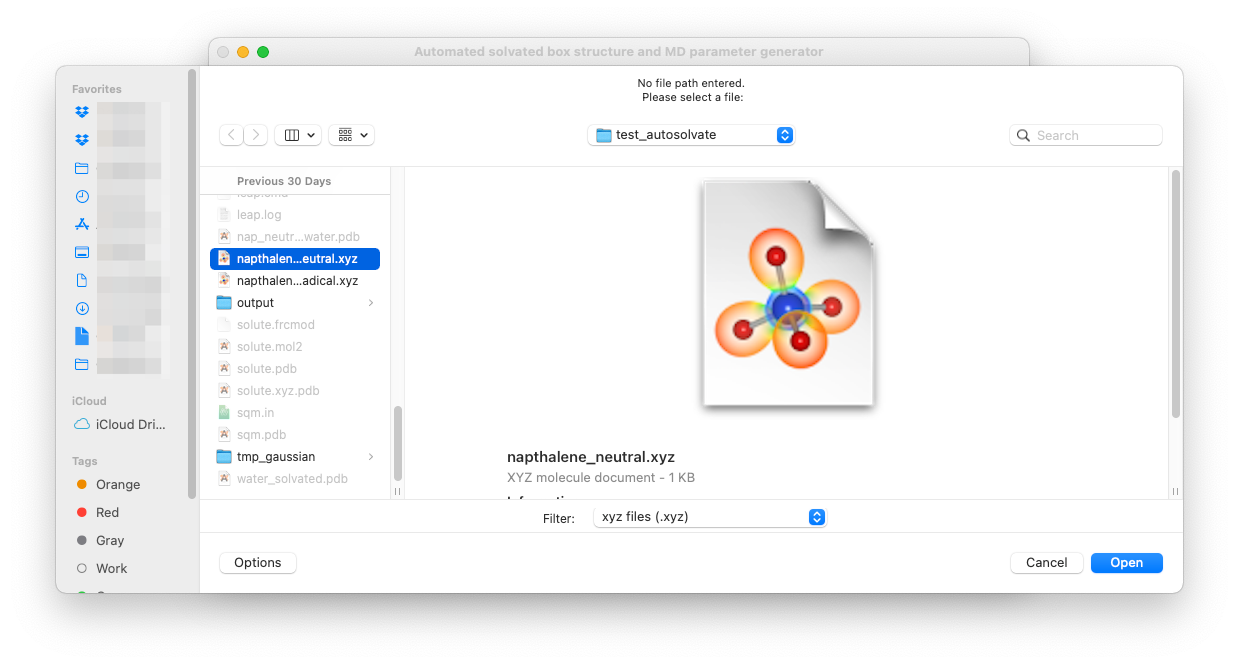 Automated solvated box structure and MD parameter generator
No file path entered.
Please select a file:
Favorites
test_autosolvate
Search
Previous 30 Days
leap.log
nap_neutr...water.pdb
napthalen...eutral.xyz
napthalen...adical.xyz
output
solute.frcmod
solute.mol2
solute.pdb
solute.xyz.pdb
sqm.in
sqm.pdb
tmp_gaussian
water_solvated.pdb
iCloud
iCloud Dri...
Tags
Orange
Red
Gray
Work
napthalene_neutral.xyz
XYZ molecule document - 1 KB
Filter:
xyz files (.xyz)
Options
Cancel
Open